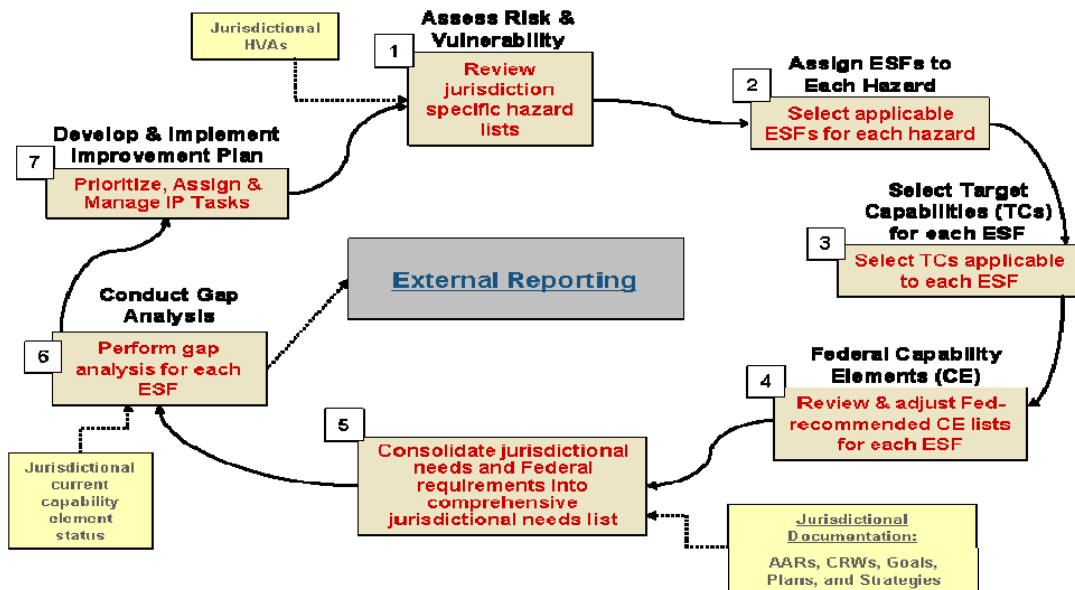 Jurisdictional
HVAs
Assess Risk &
Vulnerability
1
Review
jurisdiction
specific hazard
lists
Assign ESFs to
Each Hazard
2
Select applicable
ESFs for each hazard
Select Target
Capabilities (TCs)
for each ESF
3
Select TCs applicable
to each ESF
Federal Capability
Elements (CE)
4
Review & adjust Fed-
recommended CE lists
for each ESF
5
Consolidate jurisdictional
needs and Federal
requirements into
comprehensive
jurisdictional needs list
Jurisdictional
Documentation:
AARs, CRWs, Goals,
Plans, and Strategies
Conduct Gap
Analysis
6
Perform gap
analysis for each
ESF
Jurisdictional
current
capability
element
status
Develop & Implement
Improvement Plan
7
Prioritize, Assign &
Manage IP Tasks
External Reporting